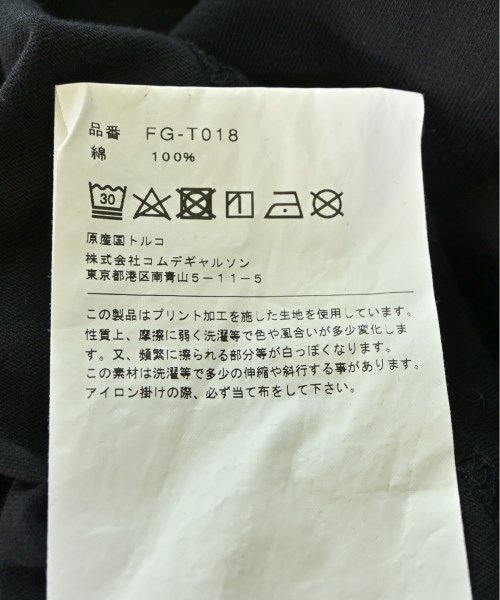 品番 FG-T018
綿 100%
30
原産国トルコ
株式会社コムデギャルソン
東京都港区南青山5-11-5
この製品はプリント加工を施した生地を使用しています。
性質上、摩擦に弱く洗濯等で色や風合いが多少変化しま
す。又、頻繁に擦られる部分等が白っぽくなります。
この素材は洗濯等で多少の伸縮や斜行する事があります。
アイロン掛けの際、必ず当て布をして下さい。